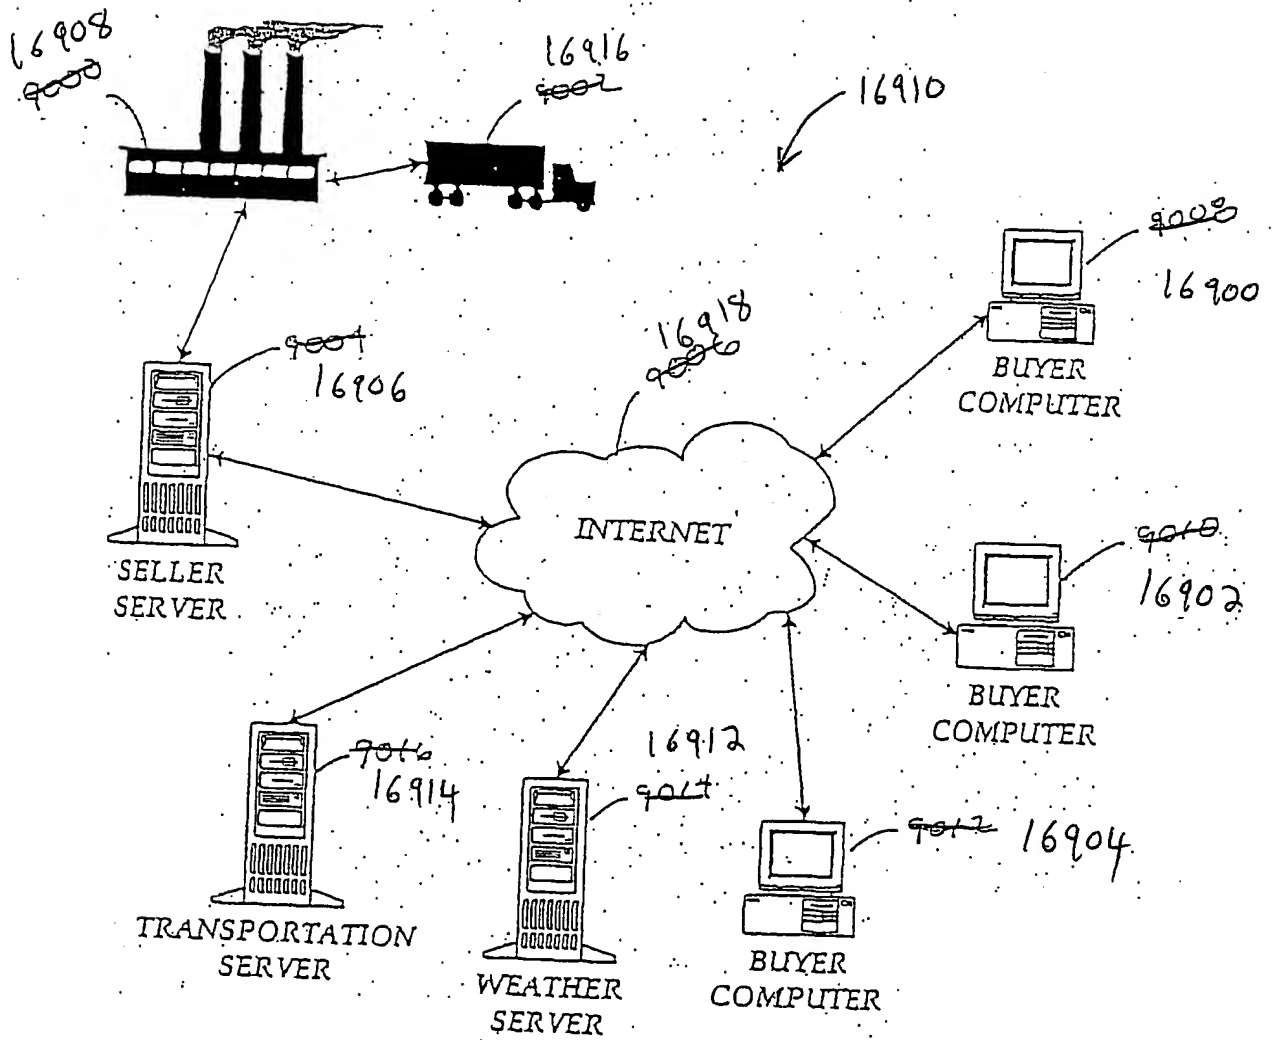 16908
9000
16916
9002
16910
9008
16900
16918
9006
9004
16906
BUYER
COMPUTER
INTERNET
9010
16902
SELLER
SERVER
BUYER
COMPUTER
9016
16914
16912
9014
9012 16904
TRANSPORTATION
SERVER
WEATHER
SERVER
BUYER
COMPUTER